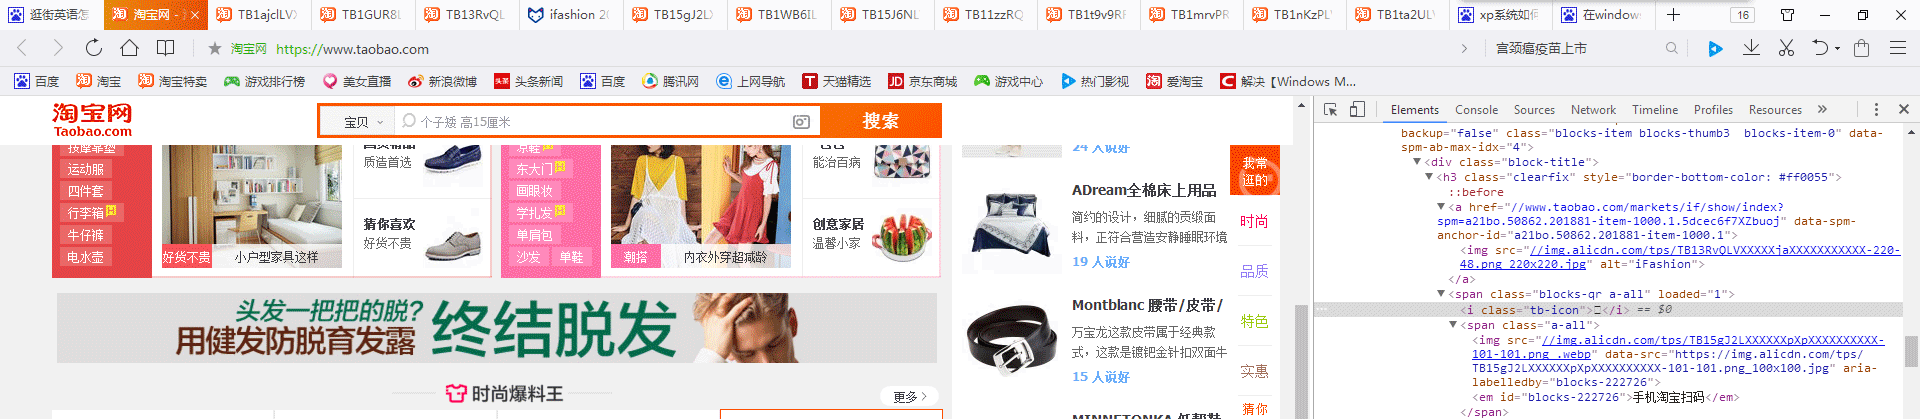 逛街英语怎
淘宝网 -
TB1ajclLVX
TB1GUR8L
TB13RvQL
ifashion 20
TB15gJ2LX
TB1WB6IL
TB15J6NL
TB11zzRQ
TB1t9v9RF
TB1mrvPR
TB1nKzPLV
TB1ta2ULV
xp系统如何
在windows
16
淘宝网 https://www.taobao.com
宫颈癌疫苗上市
百度 淘宝 淘宝特卖 游戏排行榜 美女直播 新浪微博 头条新闻 百度 腾讯网 上网导航 天猫精选 京东商城 游戏中心 热门影视 爱淘宝 解决【Windows M...
淘宝网
Taobao.com
宝贝
个子矮 高15厘米
搜索
按摩靠垫
运动服
四件套
行李箱 H
牛仔裤
电水壶
好货不贵 小户型家具这样
质造首选
猜你喜欢
好货不贵
凉鞋
东大门 H
画眼妆
学扎发 H
单肩包
沙发 单鞋
潮搭 内衣外穿超减龄
能治百病
创意家居
温馨小家
头发一把把的脱?
用健发防脱育发露
终结脱发
时尚爆料王
更多
24 人说好
ADream全棉床上用品
简约的设计，细腻的贡缎面
料，正符合营造安静睡眠环境
19 人说好
Montblanc 腰带/皮带/
万宝龙这款皮带属于经典款
式，这款是镀钯金针扣双面牛
15 人说好
MINNETONKA 低帮鞋
我常
逛的
时尚
品质
特色
实惠
猜你
Elements Console Sources Network Timeline Profiles Resources
backup="false" class="blocks-item blocks-thumb3  blocks-item-0" data-
spm-ab-max-idx="4">
<div class="block-title">
<h3 class="clearfix" style="border-bottom-color: #ff0055">
::before
<a href="//www.taobao.com/markets/if/show/index?
spm=a21bo.50862.201881-item-1000.1.5dcec6f7XZbuoj" data-spm-
anchor-id="a21bo.50862.201881-item-1000.1">
<img src="//img.alicdn.com/tps/TB13RvQLVXXXXXjaXXXXXXXXXXX-220-
48.png_220x220.jpg" alt="iFashion">
</a>
<span class="blocks-qr a-all" loaded="1">
<i class="tb-icon"></i> == $0
<span class="a-all">
<img src="//img.alicdn.com/tps/TB15gJ2LXXXXXXpXpXXXXXXXXXX-
101-101.png_.webp" data-src="https://img.alicdn.com/tps/
TB15gJ2LXXXXXXpXpXXXXXXXXXX-101-101.png_100x100.jpg" aria-
labelledby="blocks-222726">
<em id="blocks-222726">手机淘宝扫码</em>
</span>